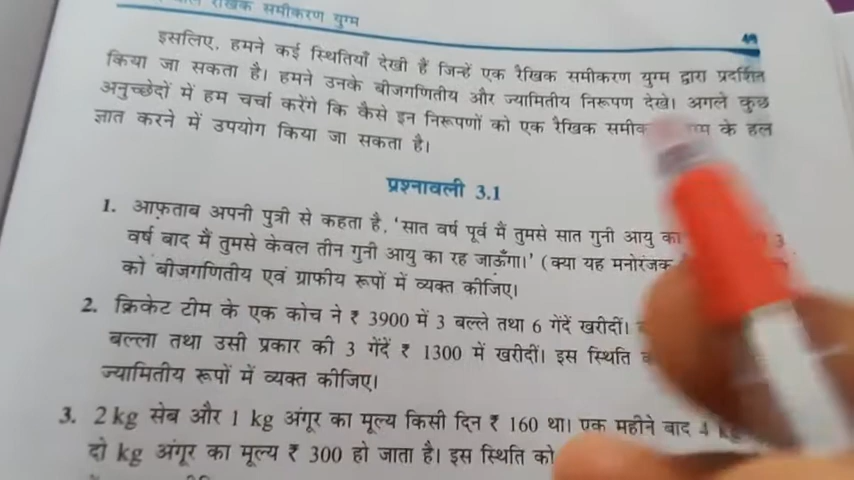 रैखिक समीकरण युग्म
49
इसलिए, हमने कई स्थितियाँ देखी हैं जिन्हें एक रैखिक समीकरण युग्म द्वारा प्रदर्शित
किया जा सकता है। हमने उनके बीजगणितीय और ज्यामितीय निरूपण देखे। अगले कुछ
अनुच्छेदों में हम चर्चा करेंगे कि कैसे इन निरूपणों को एक रैखिक के हल
ज्ञात करने में उपयोग किया जा सकता है।
प्रश्नावली 3.1
1. आफ़ताब अपनी पुत्री से कहता है, 'सात वर्ष पूर्व मैं तुमसे सात गुनी आयु का 3
वर्ष बाद मैं तुमसे केवल तीन गुनी आयु का रह जाऊँगा।' (क्या यह मनोरंजक
को बीजगणितीय एवं ग्राफीय रूपों में व्यक्त कीजिए।
2. क्रिकेट टीम के एक कोच ने ₹ 3900 में 3 बल्ले तथा 6 गेंदें खरीदीं।
बल्ला तथा उसी प्रकार की 3 गेंदें ₹ 1300 में खरीदीं। इस स्थिति
ज्यामितीय रूपों में व्यक्त कीजिए।
3. 2 kg सेब और 1 kg अंगूर का मूल्य किसी दिन ₹ 160 था। एक महीने बाद 4
दो kg अंगूर का मूल्य ₹ 300 हो जाता है। इस स्थिति को